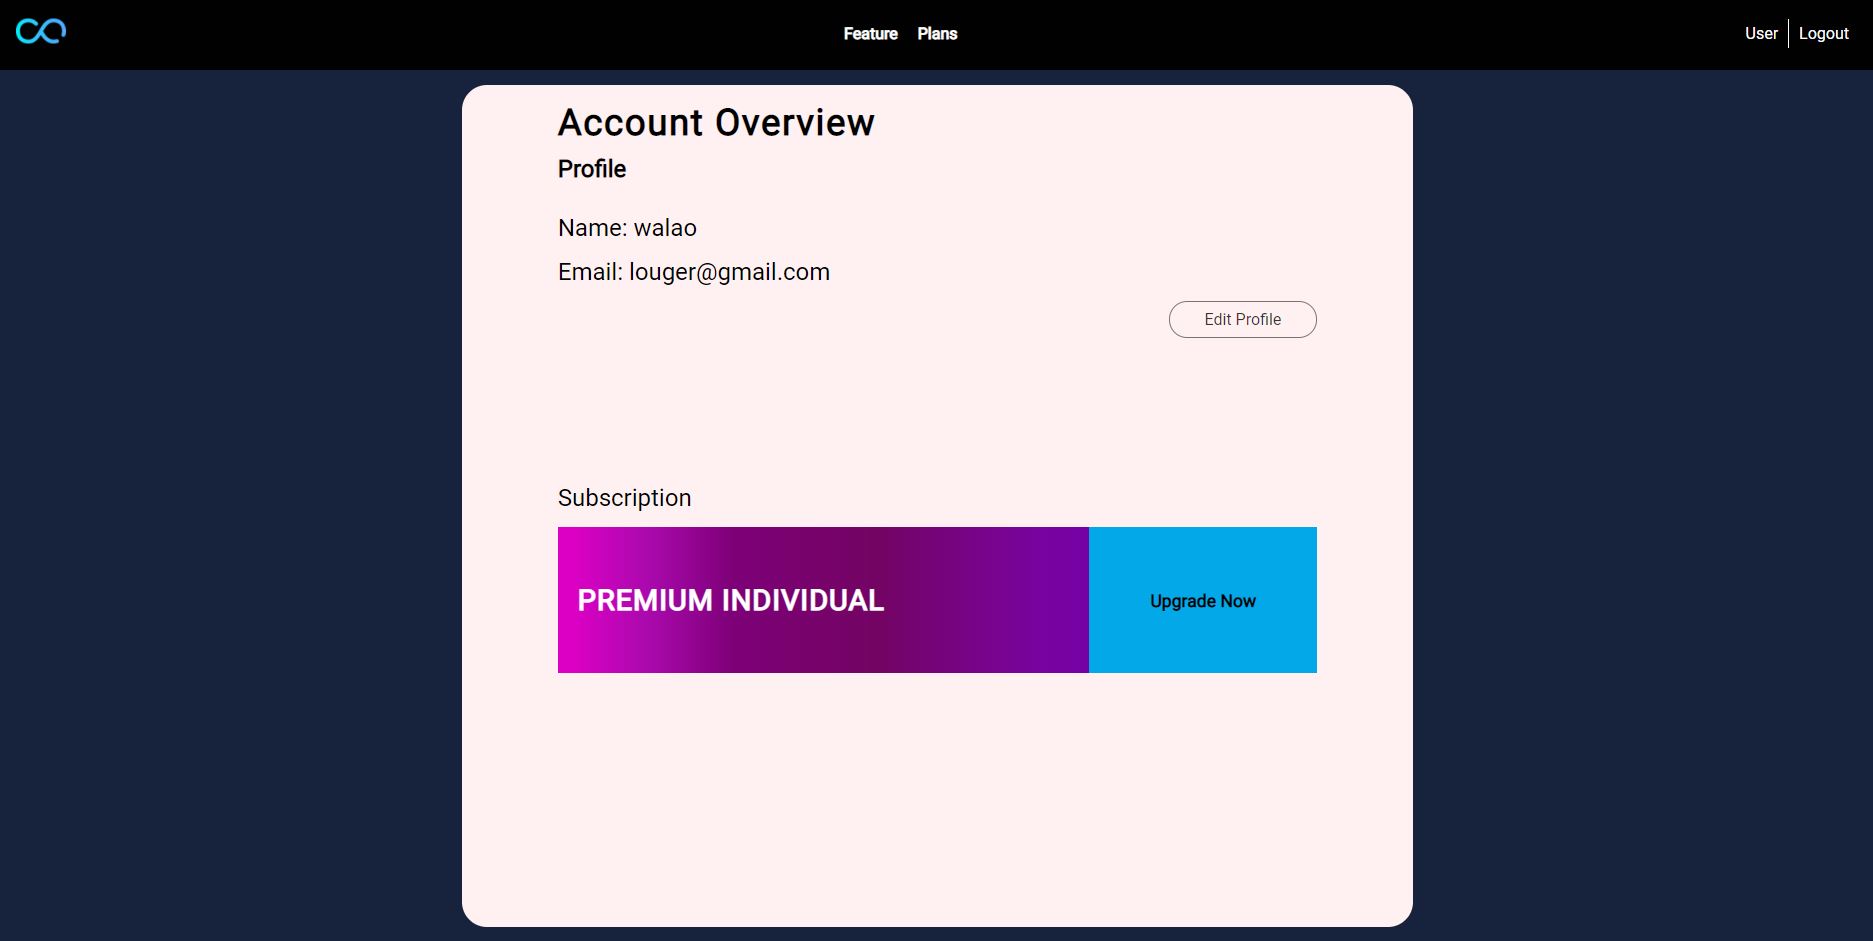 Feature Plans User Logout
Account Overview
Profile
Name: walao
Email: louger@gmail.com
Edit Profile
Subscription
PREMIUM INDIVIDUAL Upgrade Now